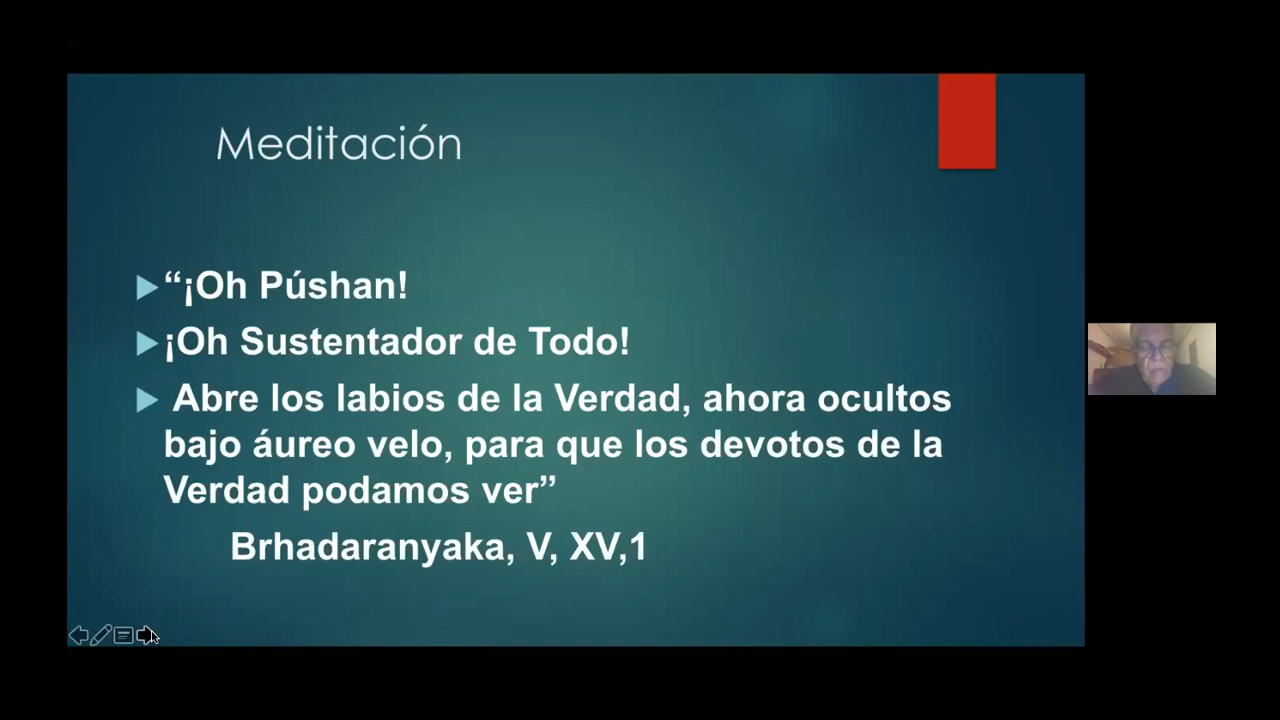 Meditación
“¡Oh Púshan!
¡Oh Sustentador de Todo!
Abre los labios de la Verdad, ahora ocultos
bajo áureo velo, para que los devotos de la
Verdad podamos ver”
Brhadaranyaka, V, XV,1